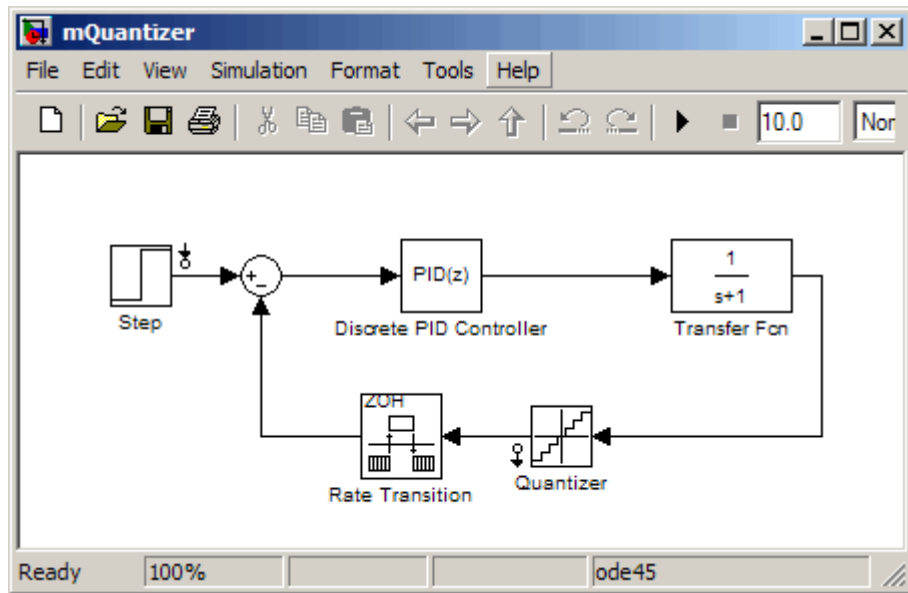 mQuantizer
File Edit View Simulation Format Tools Help
10.0 Nor
+
-
PID(z)
1
s+1
Step
Discrete PID Controller
Transfer Fcn
ZOH
Rate Transition
Quantizer
Ready 100% ode45